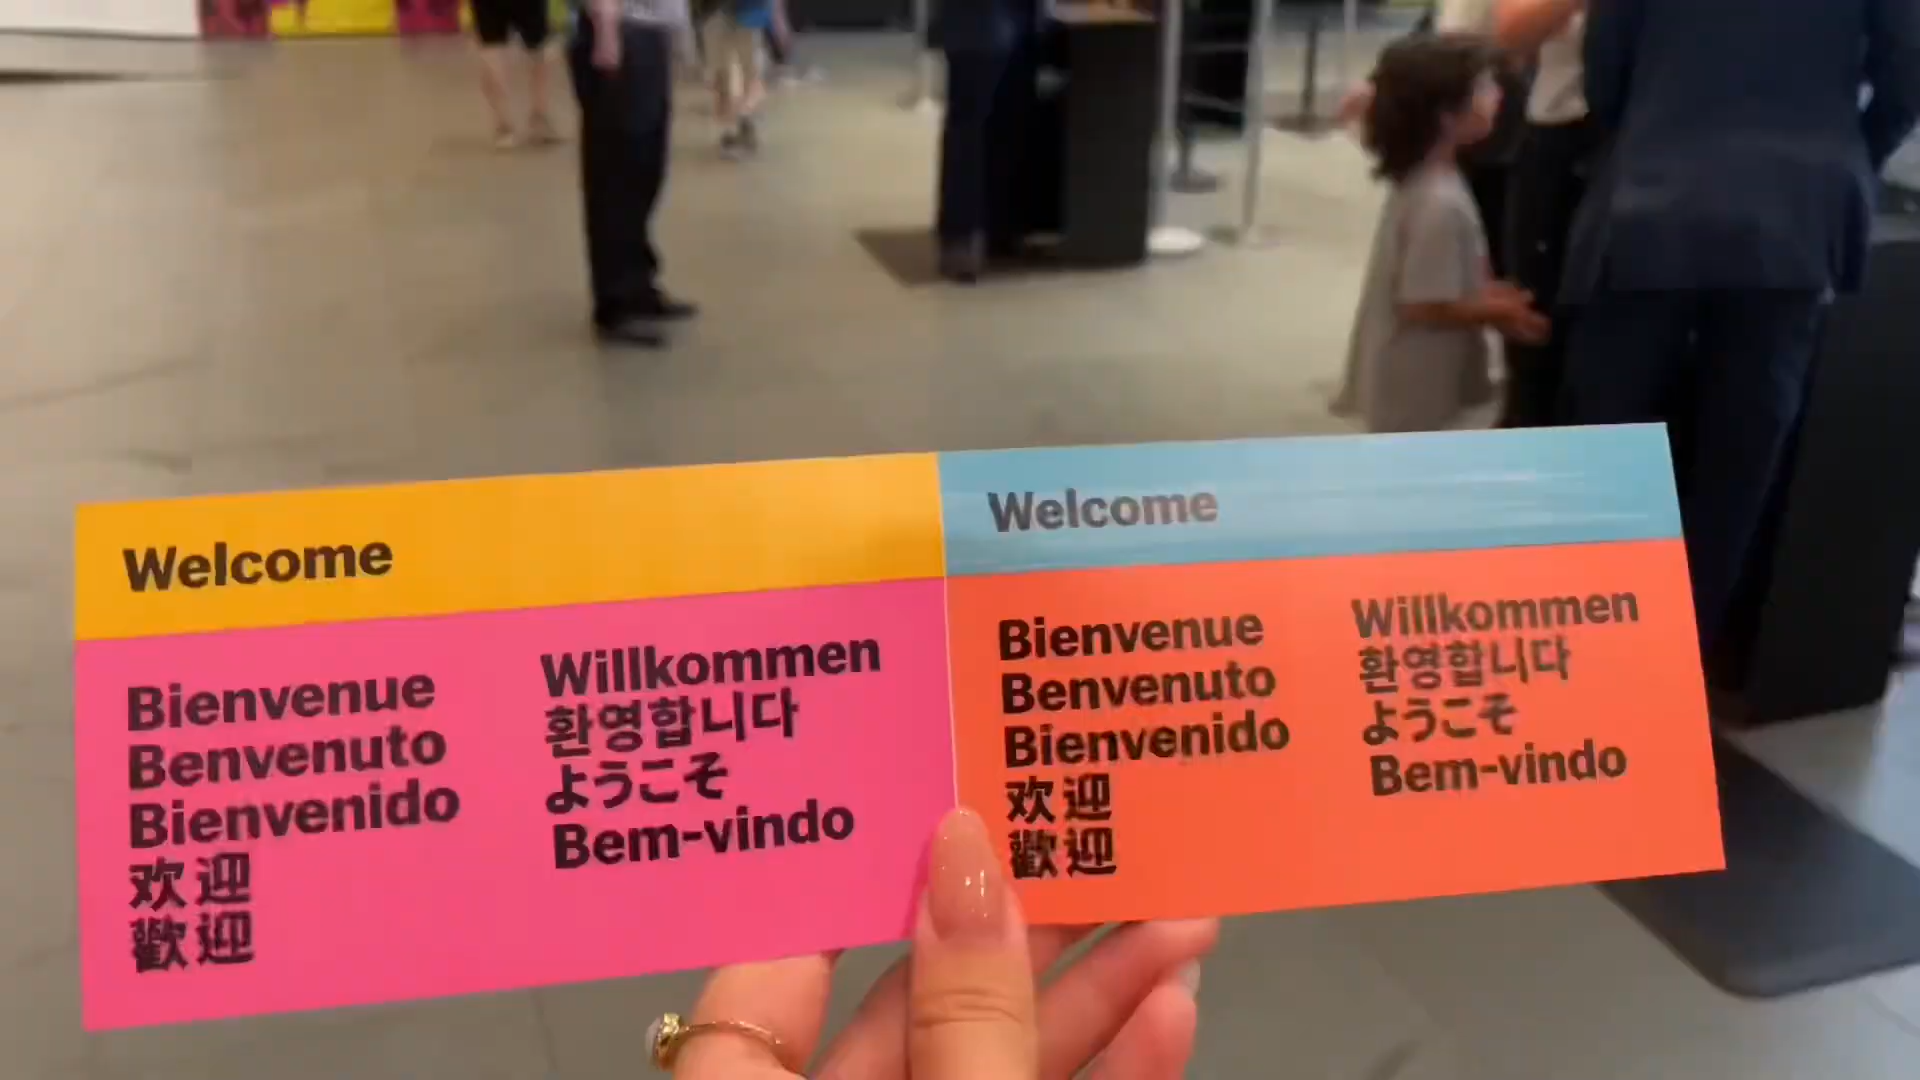 Welcome
Bienvenue
Benvenuto
Bienvenido
欢迎
歡迎
Willkommen
환영합니다
ようこそ
Bem-vindo
Welcome
Bienvenue
Benvenuto
Bienvenido
欢迎
歡迎
Willkommen
환영합니다
ようこそ
Bem-vindo